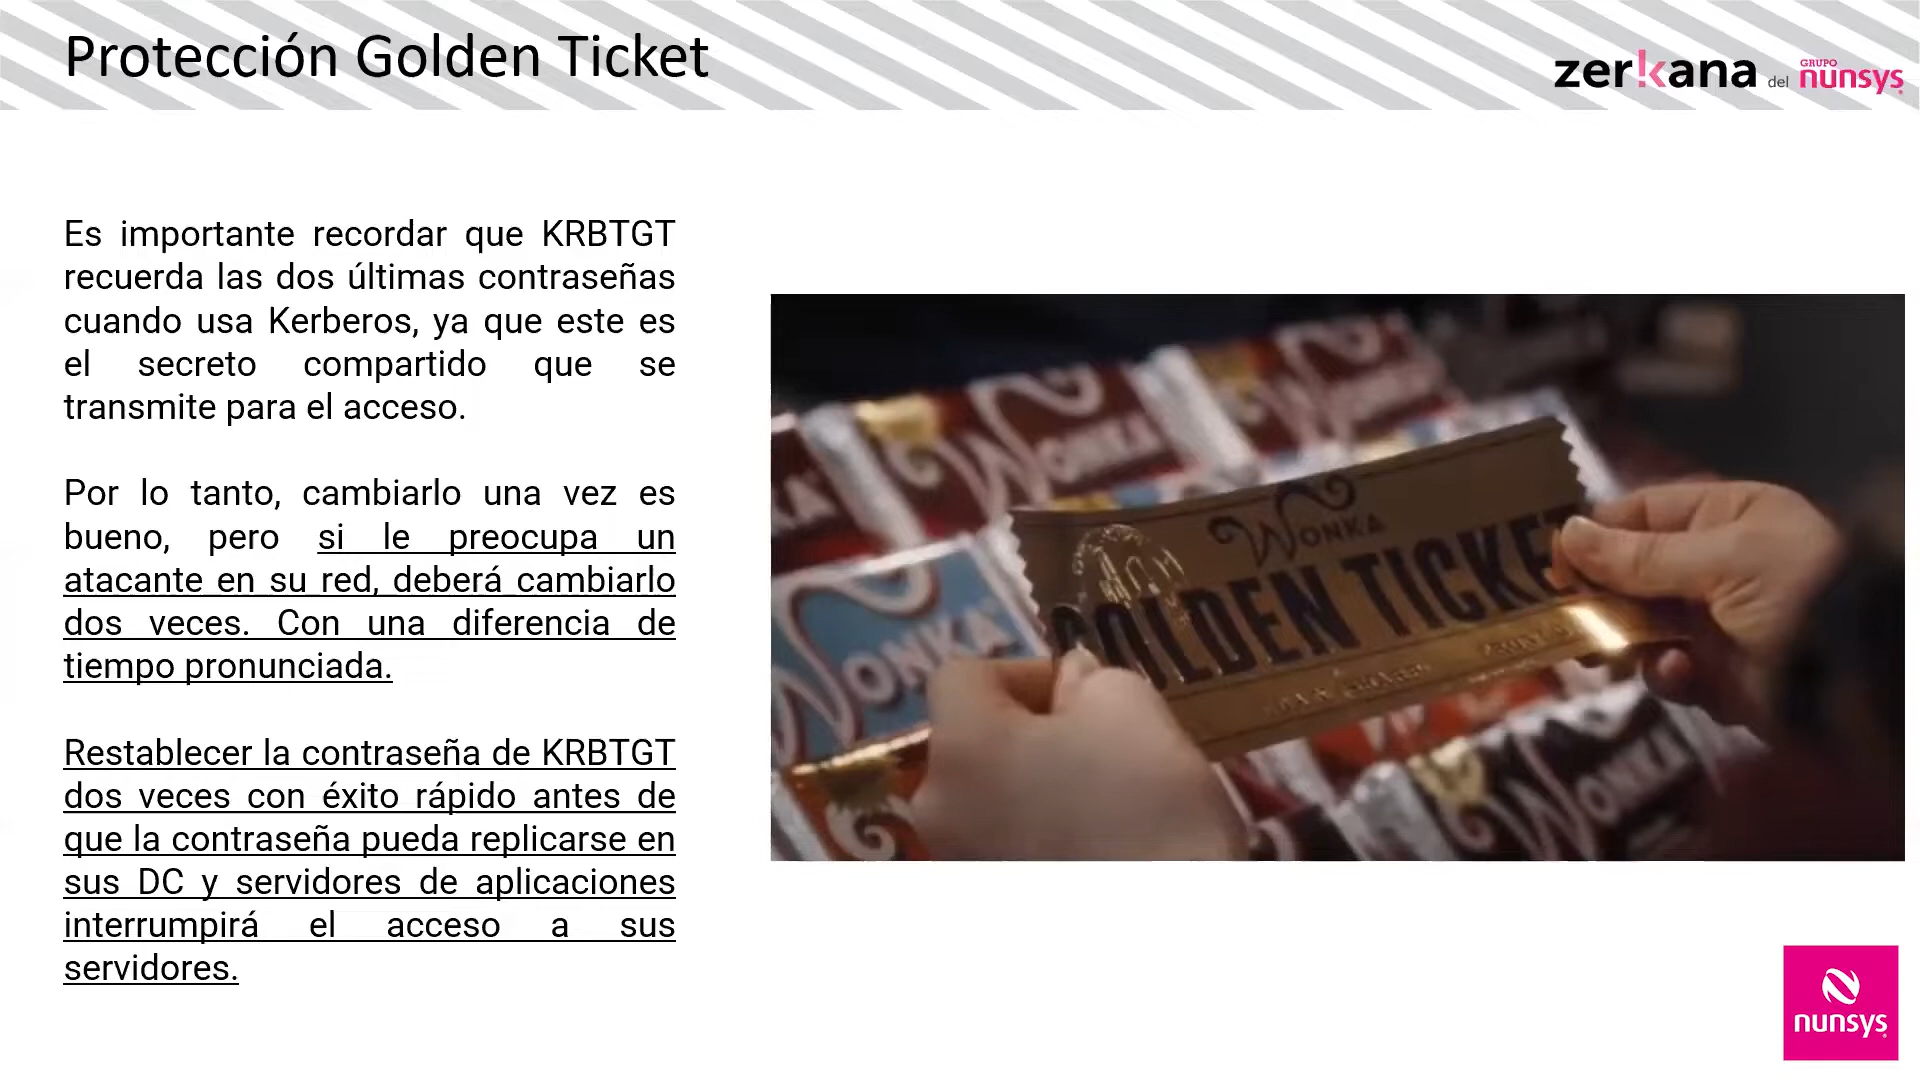 Protección Golden Ticket
zer!kana del GRUPO nunsys
Es importante recordar que KRBTGT
recuerda las dos últimas contraseñas
cuando usa Kerberos, ya que este es
el secreto compartido que se
transmite para el acceso.
Por lo tanto, cambiarlo una vez es
bueno, pero si le preocupa un
atacante en su red, deberá cambiarlo
dos veces. Con una diferencia de
tiempo pronunciada.
Restablecer la contraseña de KRBTGT
dos veces con éxito rápido antes de
que la contraseña pueda replicarse en
sus DC y servidores de aplicaciones
interrumpirá el acceso a sus
servidores.
WONKA
WONKA
GOLDEN TICKET
WONKA
WONKA
nunsys